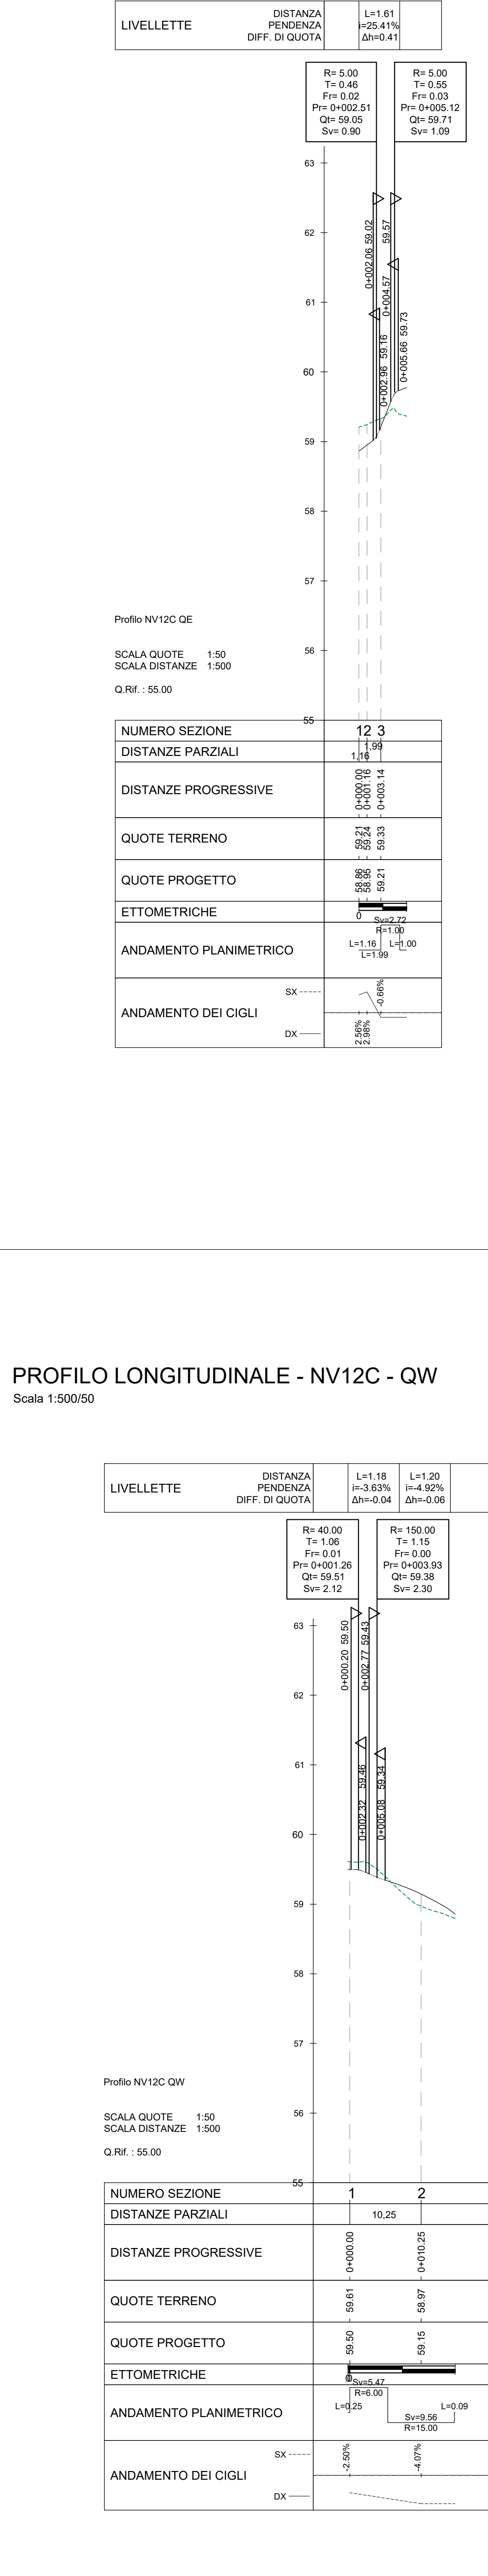 LIVELLETTE
DISTANZA L=1.61
PENDENZA i=25.41%
DIFF. DI QUOTA Δh=0.41
R= 5.00
T= 0.46
Fr= 0.02
Pr= 0+002.51
Qt= 59.05
Sv= 0.90
R= 5.00
T= 0.55
Fr= 0.03
Pr= 0+005.12
Qt= 59.71
Sv= 1.09
63
62
61
60
59
58
57
56
55
0+002.06 59.02
0+002.96 59.16
0+004.57 59.57
0+005.66 59.73
Profilo NV12C QE
SCALA QUOTE 1:50
SCALA DISTANZE 1:500
Q.Rif. : 55.00
NUMERO SEZIONE 1 2 3
DISTANZE PARZIALI 1,16 1,99
DISTANZE PROGRESSIVE 0+000.00 0+001.16 0+003.14
QUOTE TERRENO 59.21 59.24 59.33
QUOTE PROGETTO 58.86 58.95 59.21
ETTOMETRICHE 0
ANDAMENTO PLANIMETRICO L=1.16 L=1.99 Sv=2.72 R=1.00 L=1.00
ANDAMENTO DEI CIGLI
SX
DX
2.56% 2.98% -0.66%
PROFILO LONGITUDINALE - NV12C - QW
Scala 1:500/50
LIVELLETTE
DISTANZA L=1.18 L=1.20
PENDENZA i=-3.63% i=-4.92%
DIFF. DI QUOTA Δh=-0.04 Δh=-0.06
R= 40.00
T= 1.06
Fr= 0.01
Pr= 0+001.26
Qt= 59.51
Sv= 2.12
R= 150.00
T= 1.15
Fr= 0.00
Pr= 0+003.93
Qt= 59.38
Sv= 2.30
63
62
61
60
59
58
57
56
55
0+000.20 59.50
0+002.32 59.46
0+002.77 59.43
0+005.08 59.34
Profilo NV12C QW
SCALA QUOTE 1:50
SCALA DISTANZE 1:500
Q.Rif. : 55.00
NUMERO SEZIONE 1 2
DISTANZE PARZIALI 10,25
DISTANZE PROGRESSIVE 0+000.00 0+010.25
QUOTE TERRENO 59.61 58.97
QUOTE PROGETTO 59.50 59.15
ETTOMETRICHE 0
ANDAMENTO PLANIMETRICO L=0.25 Sv=5.47 R=6.00 Sv=9.56 R=15.00 L=0.09
ANDAMENTO DEI CIGLI
SX
DX
-2.50% -4.07%